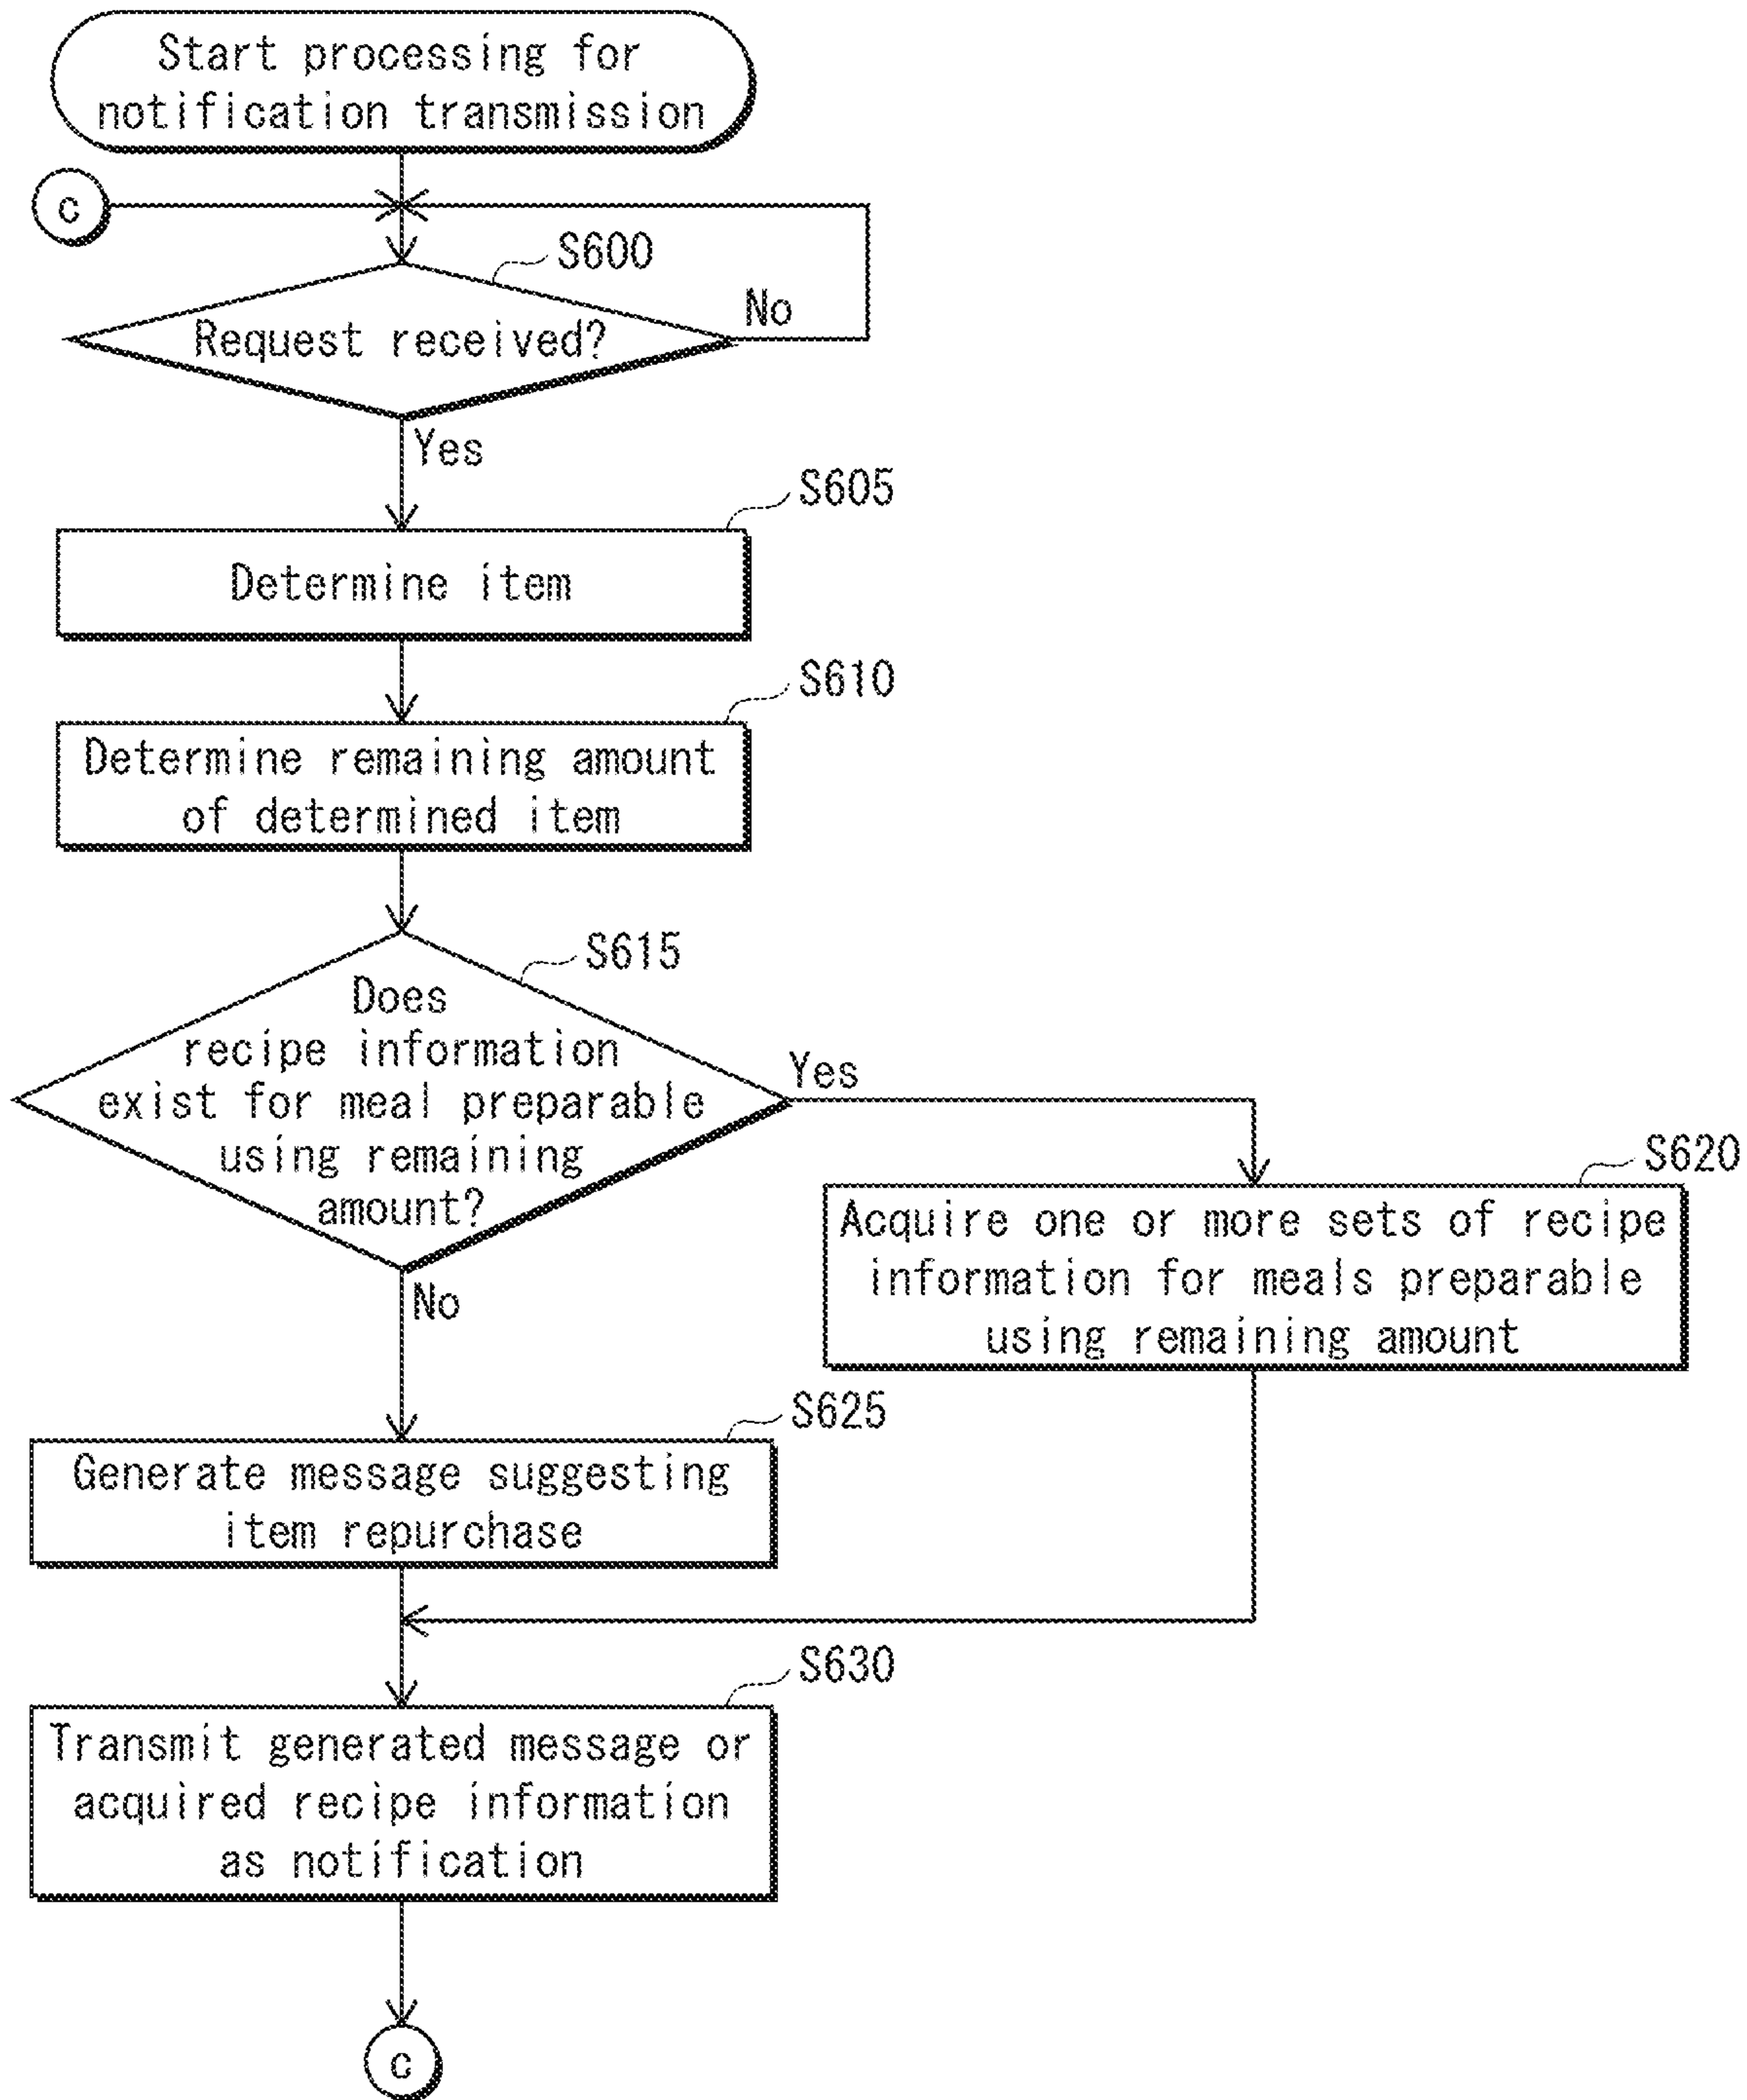 Start processing for
notification transmission
c
S600
Request received?
No
Yes
S605
Determine item
S610
Determine remaining amount
of determined item
S615
Does
recipe information
exist for meal preparable
using remaining
amount?
Yes
No
S620
Acquire one or more sets of recipe
information for meals preparable
using remaining amount
S625
Generate message suggesting
item repurchase
S630
Transmit generated message or
acquired recipe information
as notification
c